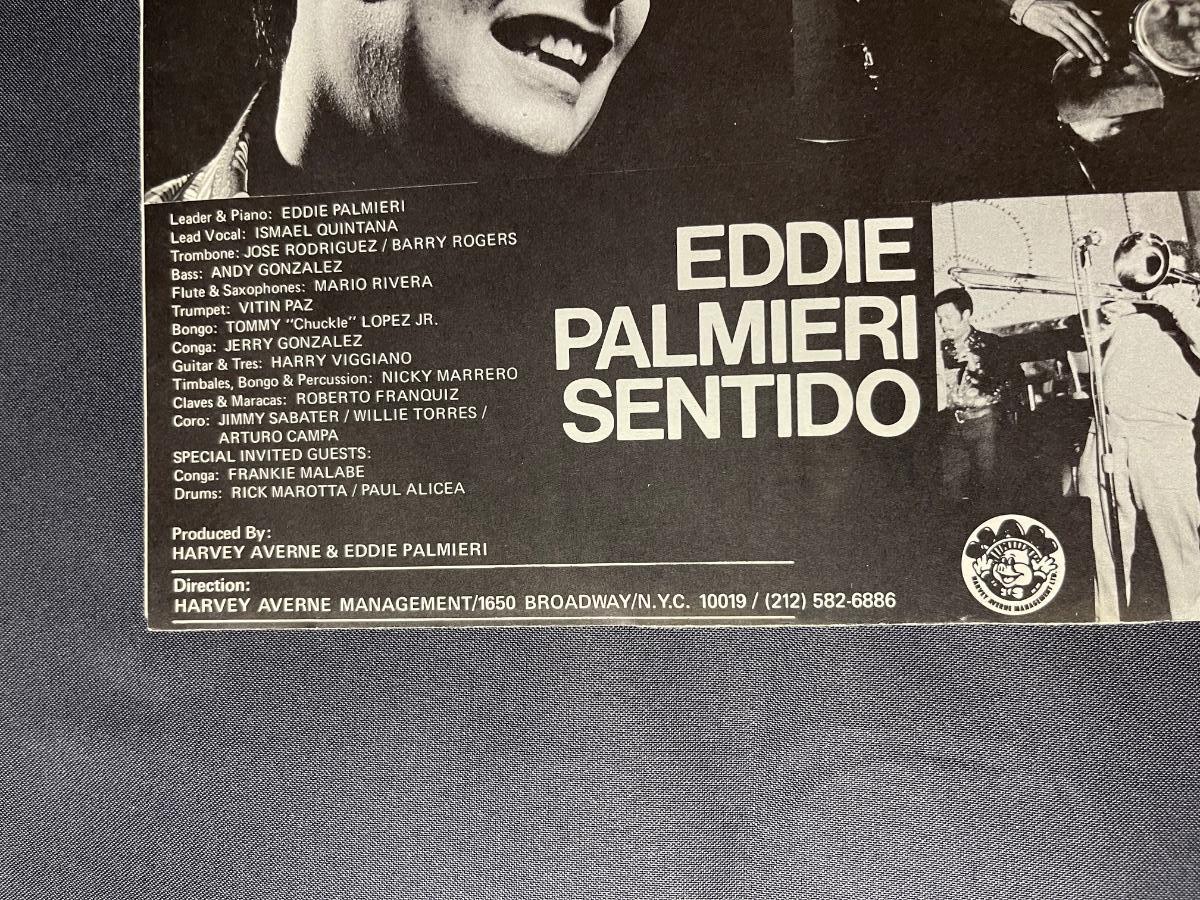 Leader & Piano: EDDIE PALMIERI
Lead Vocal: ISMAEL QUINTANA
Trombone: JOSE RODRIGUEZ / BARRY ROGERS
Bass: ANDY GONZALEZ
Flute & Saxophones: MARIO RIVERA
Trumpet: VITIN PAZ
Bongo: TOMMY "Chuckle" LOPEZ JR.
Conga: JERRY GONZALEZ
Guitar & Tres: HARRY VIGGIANO
Timbales, Bongo & Percussion: NICKY MARRERO
Claves & Maracas: ROBERTO FRANQUIZ
Coro: JIMMY SABATER / WILLIE TORRES /
ARTURO CAMPA
SPECIAL INVITED GUESTS:
Conga: FRANKIE MALABE
Drums: RICK MAROTTA / PAUL ALICEA
Produced By:
HARVEY AVERNE & EDDIE PALMIERI
Direction:
HARVEY AVERNE MANAGEMENT/1650 BROADWAY/N.Y.C. 10019 / (212) 582-6886
EDDIE
PALMIERI
SENTIDO
HARVEY AVERNE MANAGEMENT LTD.